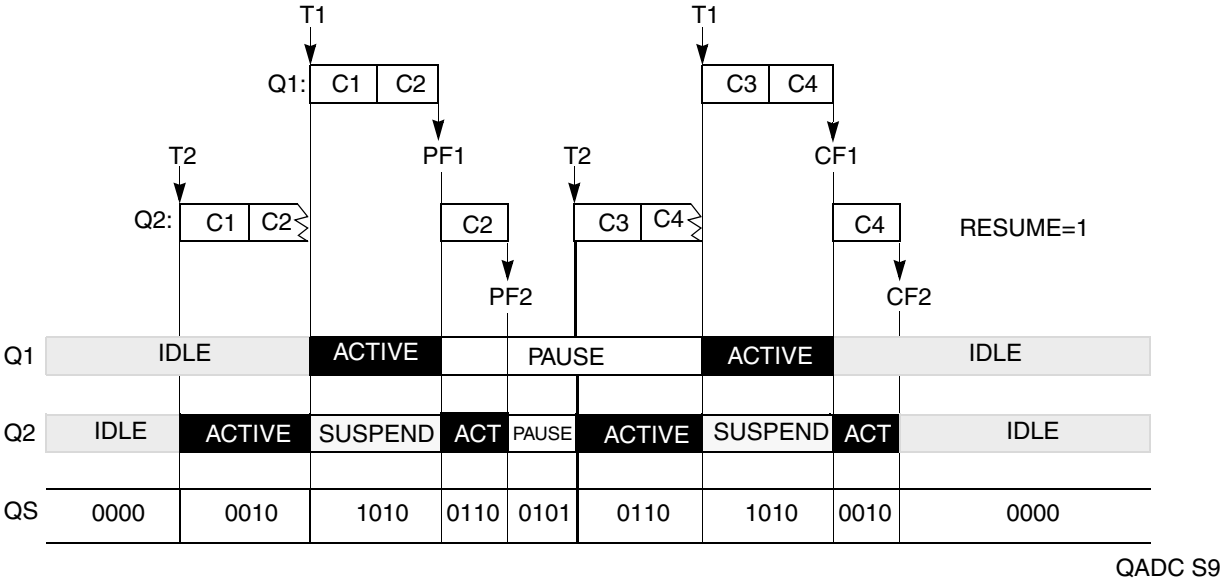 T1 T1
Q1: C1 C2 C3 C4
T2 PF1 T2 CF1
Q2: C1 C2 C2 C3 C4 C4 RESUME=1
PF2 CF2
Q1 IDLE ACTIVE PAUSE ACTIVE IDLE
Q2 IDLE ACTIVE SUSPEND ACT PAUSE ACTIVE SUSPEND ACT IDLE
QS 0000 0010 1010 0110 0101 0110 1010 0010 0000
QADC S9